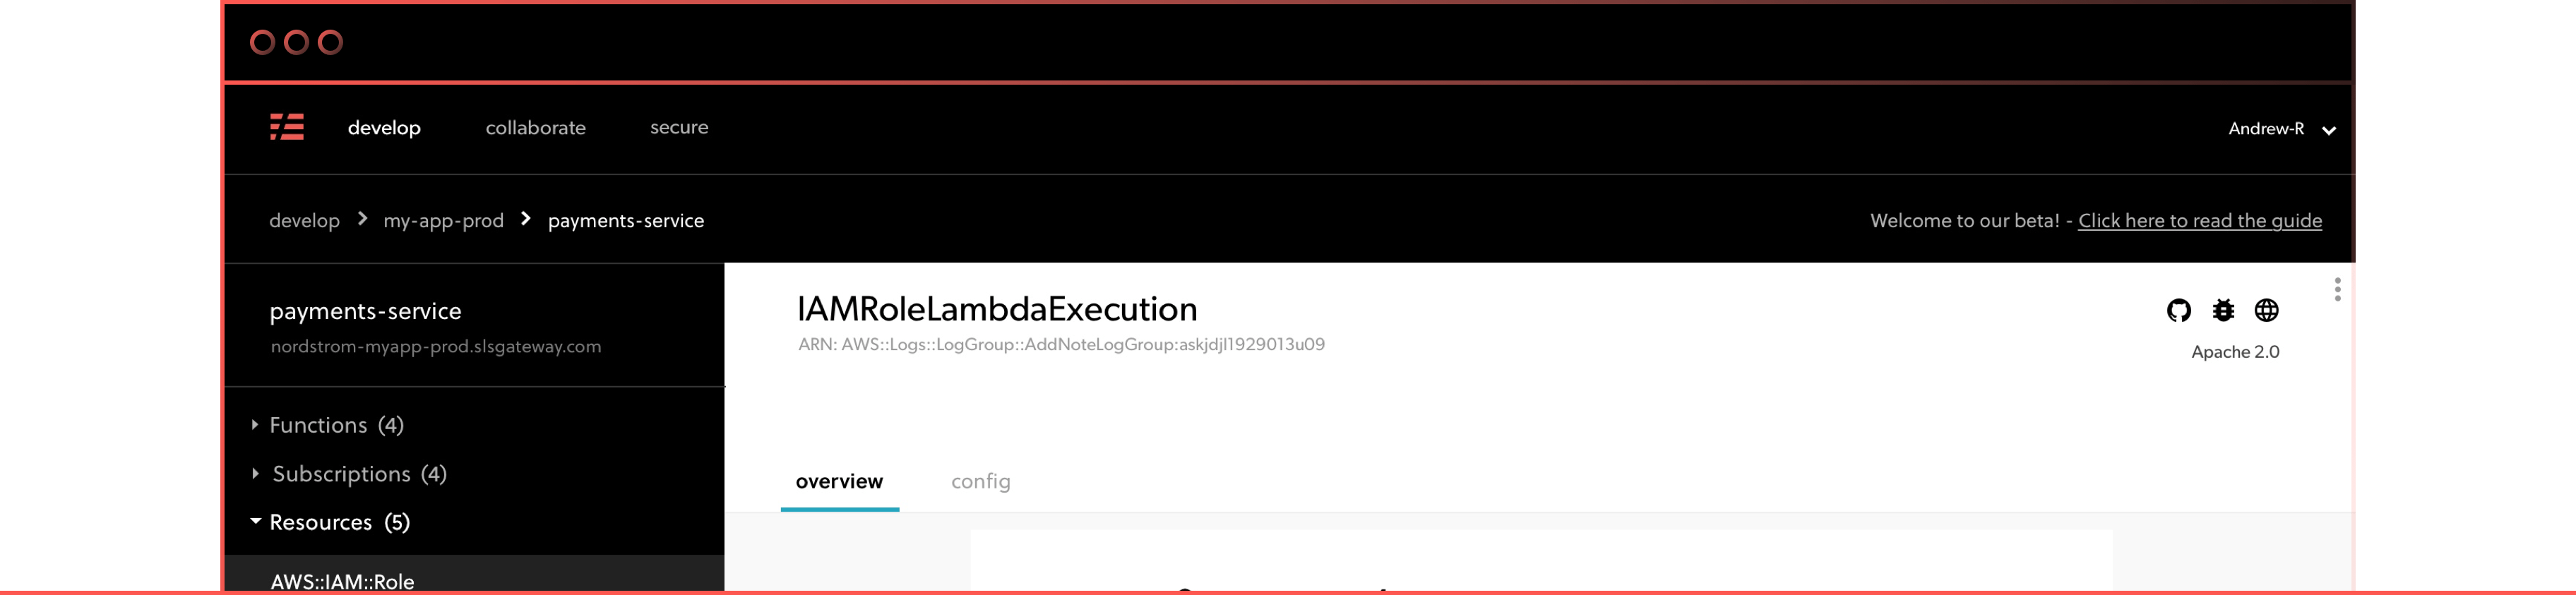 develop collaborate secure Andrew-R
develop my-app-prod payments-service Welcome to our beta! - Click here to read the guide
payments-service
nordstrom-myapp-prod.slsgateway.com
Functions (4)
Subscriptions (4)
Resources (5)
AWS::IAM::Role
IAMRoleLambdaExecution
ARN: AWS::Logs::LogGroup::AddNoteLogGroup:askjdjl1929013u09
Apache 2.0
overview config